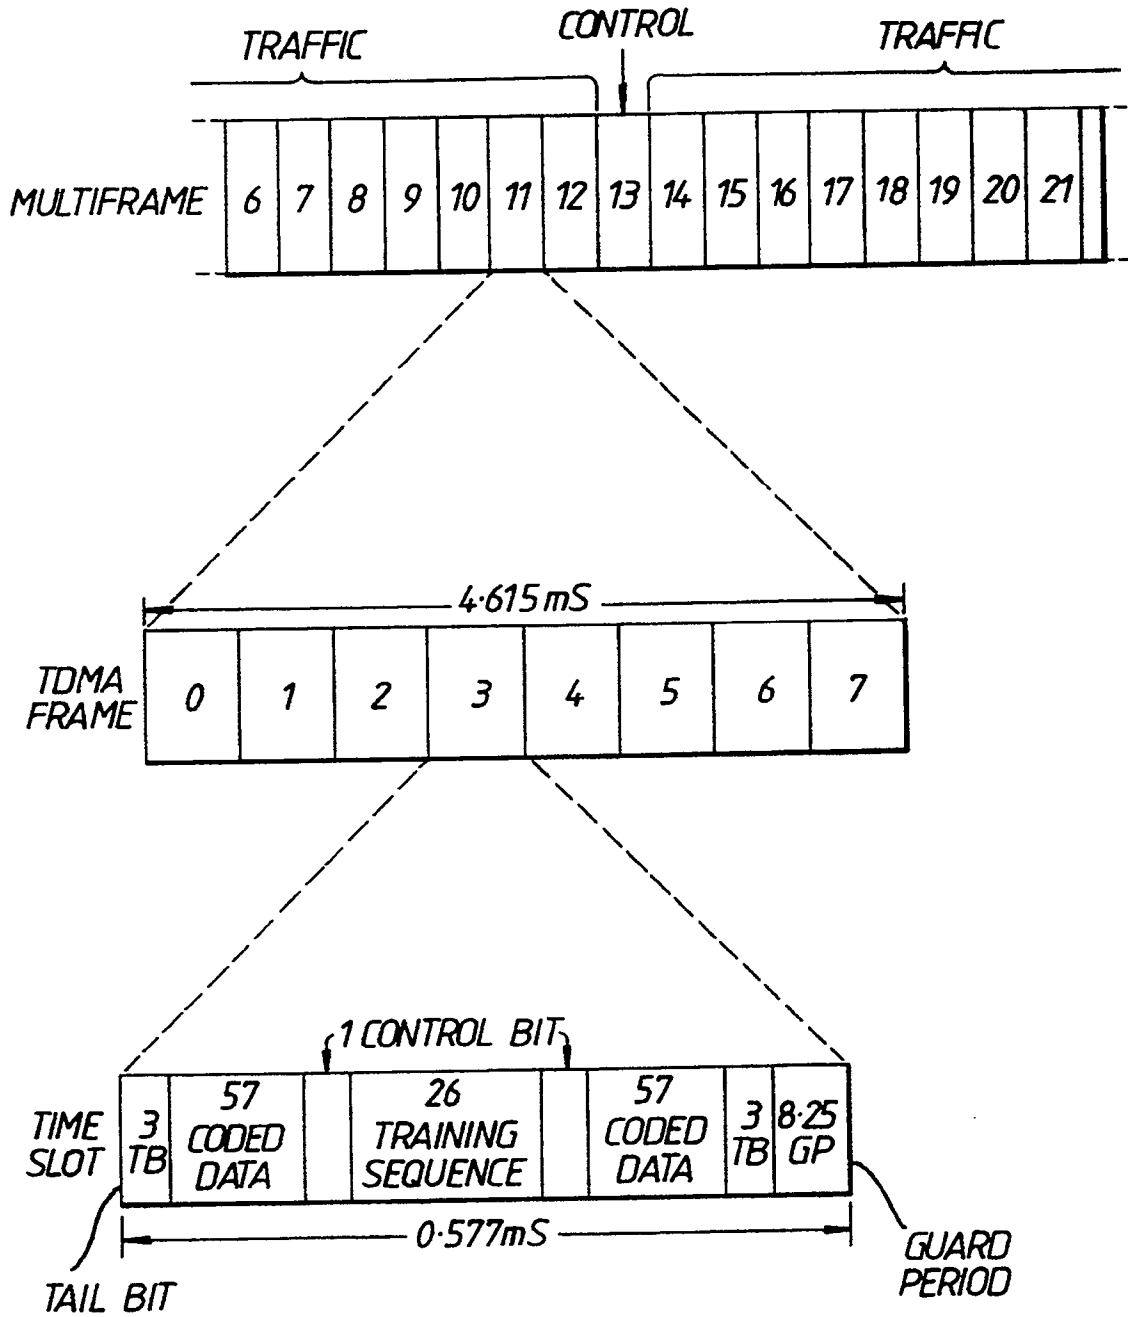 TRAFFIC CONTROL TRAFFIC
MULTIFRAME 6 7 8 9 10 11 12 13 14 15 16 17 18 19 20 21
4·615mS
TDMA
FRAME
0 1 2 3 4 5 6 7
1 CONTROL BIT
TIME
SLOT
3
TB
57
CODED
DATA
26
TRAINING
SEQUENCE
57
CODED
DATA
3
TB
8·25
GP
0·577mS
TAIL BIT
GUARD
PERIOD